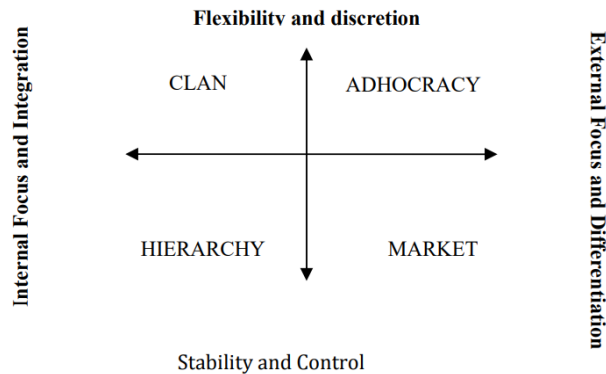 Flexibility and discretion
Internal Focus and Integration
External Focus and Differentiation
CLAN
ADHOCRACY
HIERARCHY
MARKET
Stability and Control